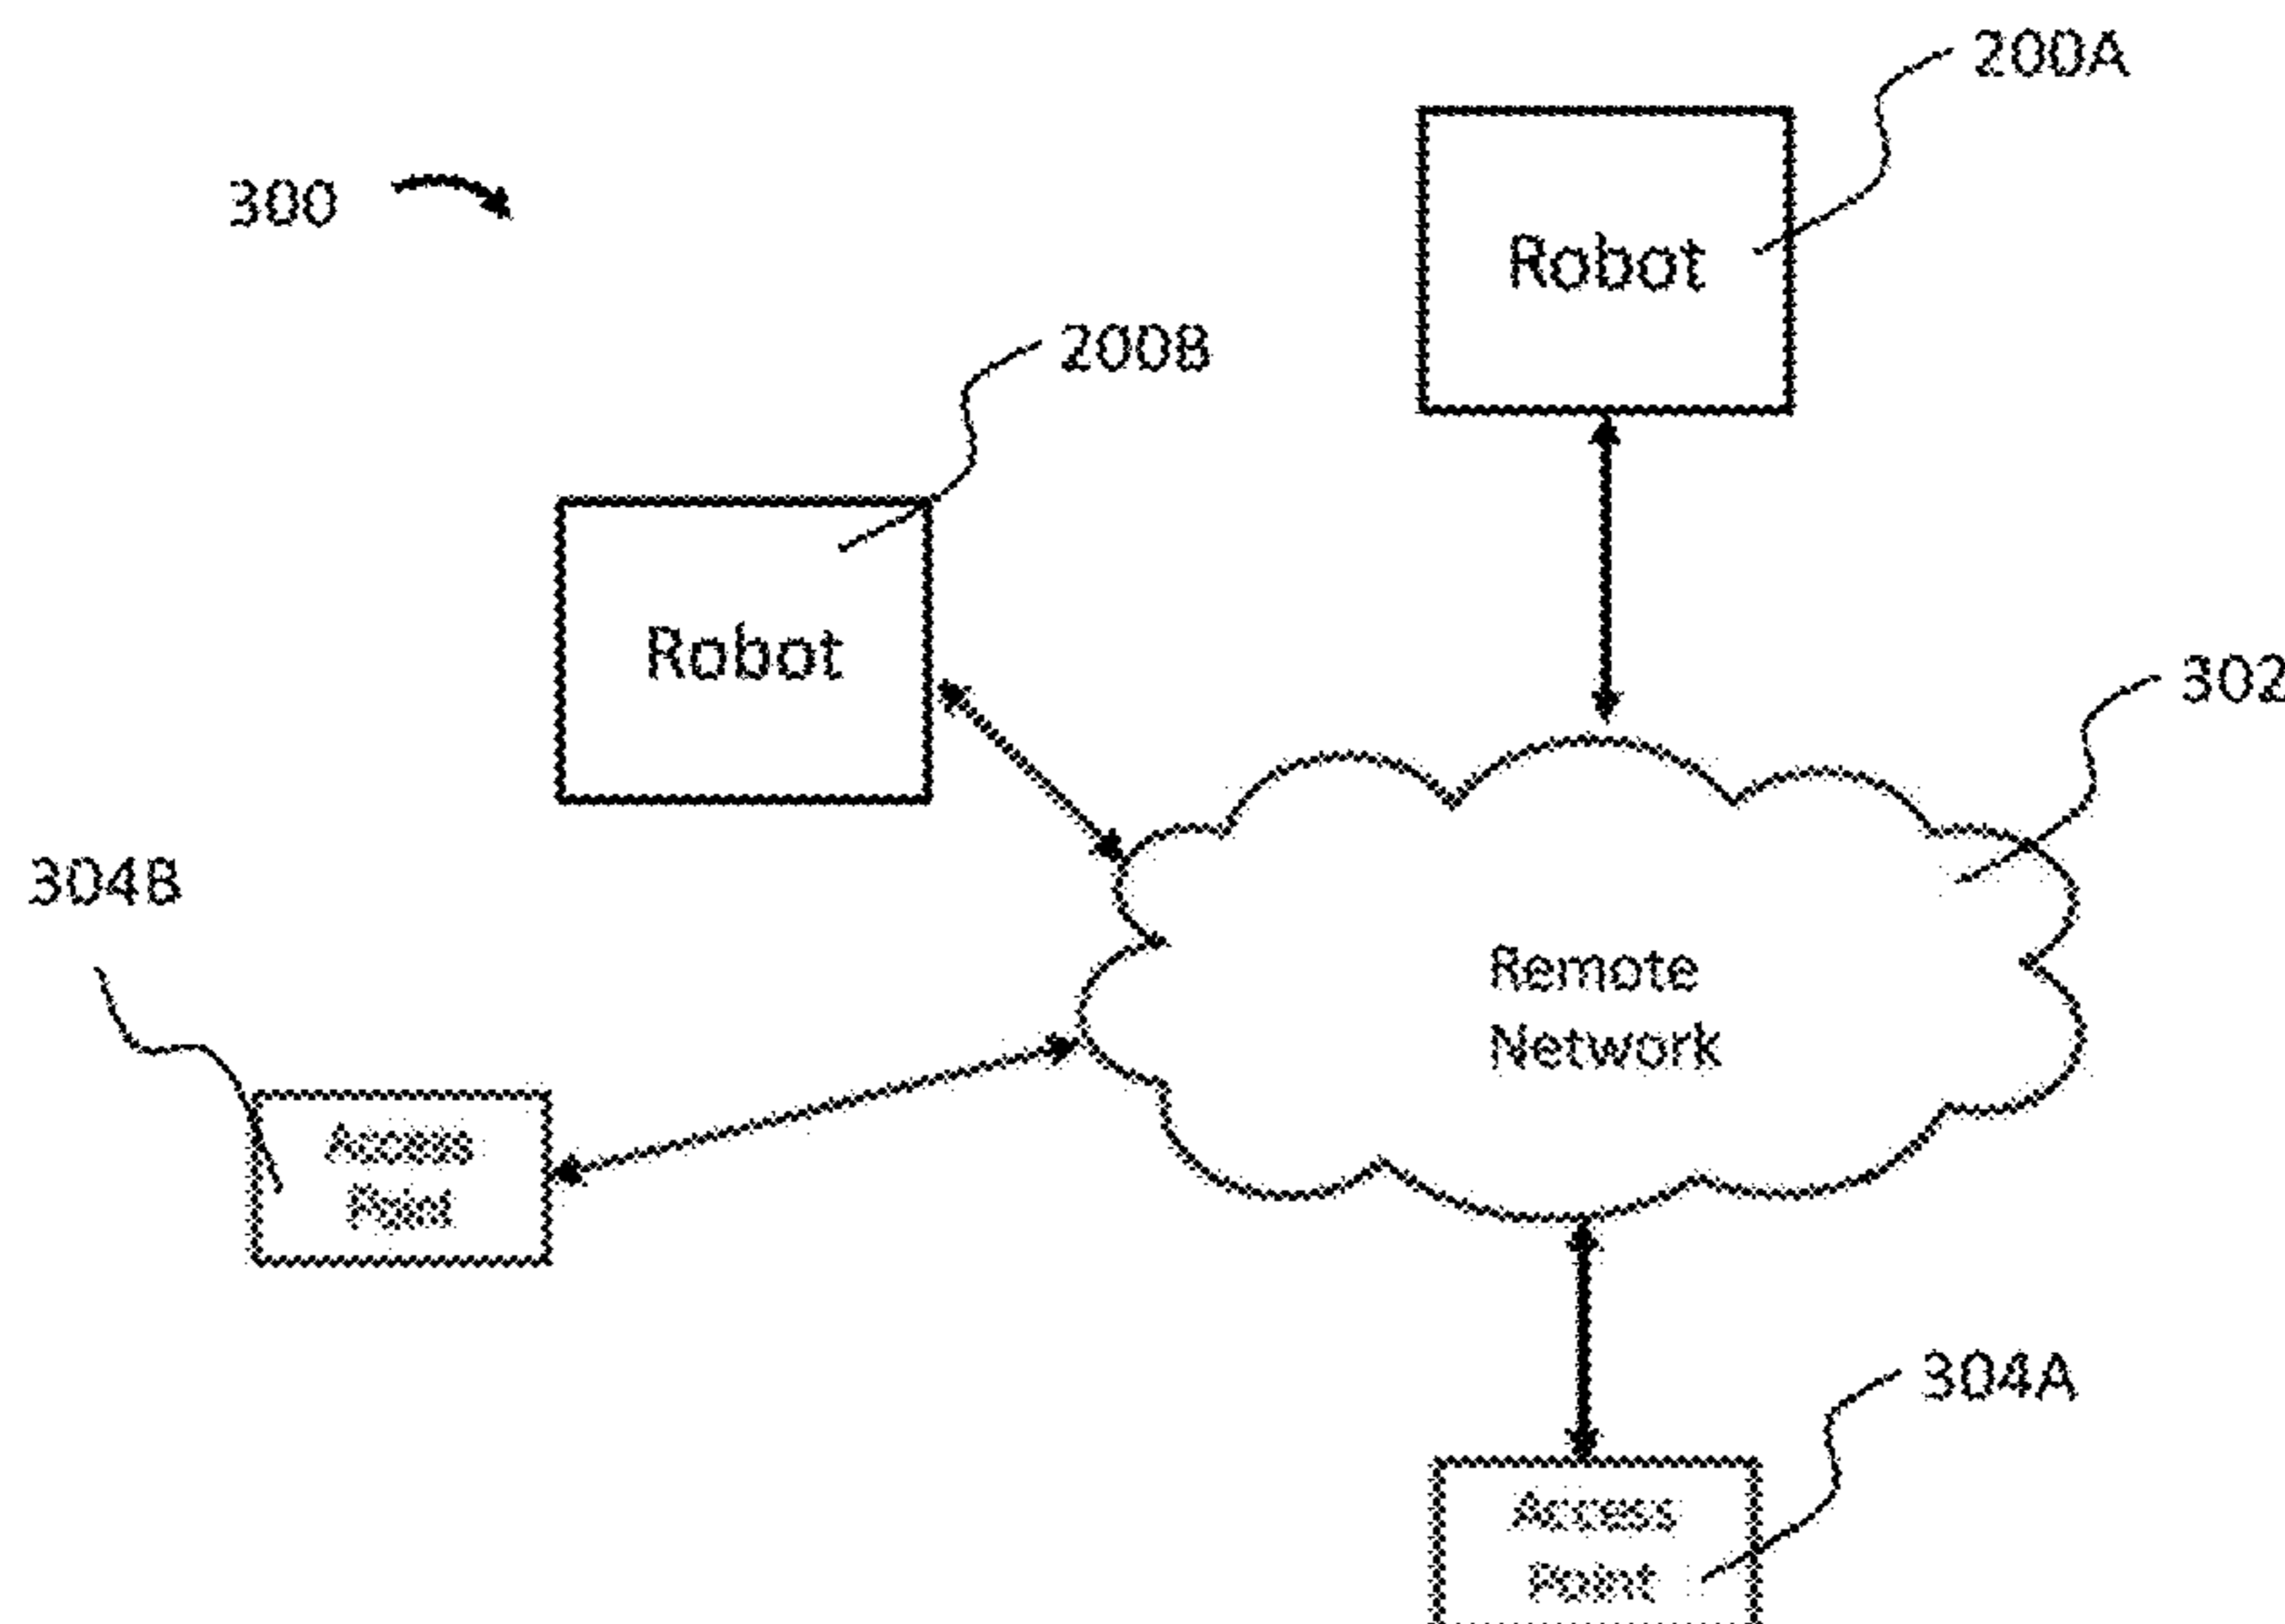 200A
300
Robot
200B
Robot
302
304B
Remote
Network
Access
Point
304A
Access
Point